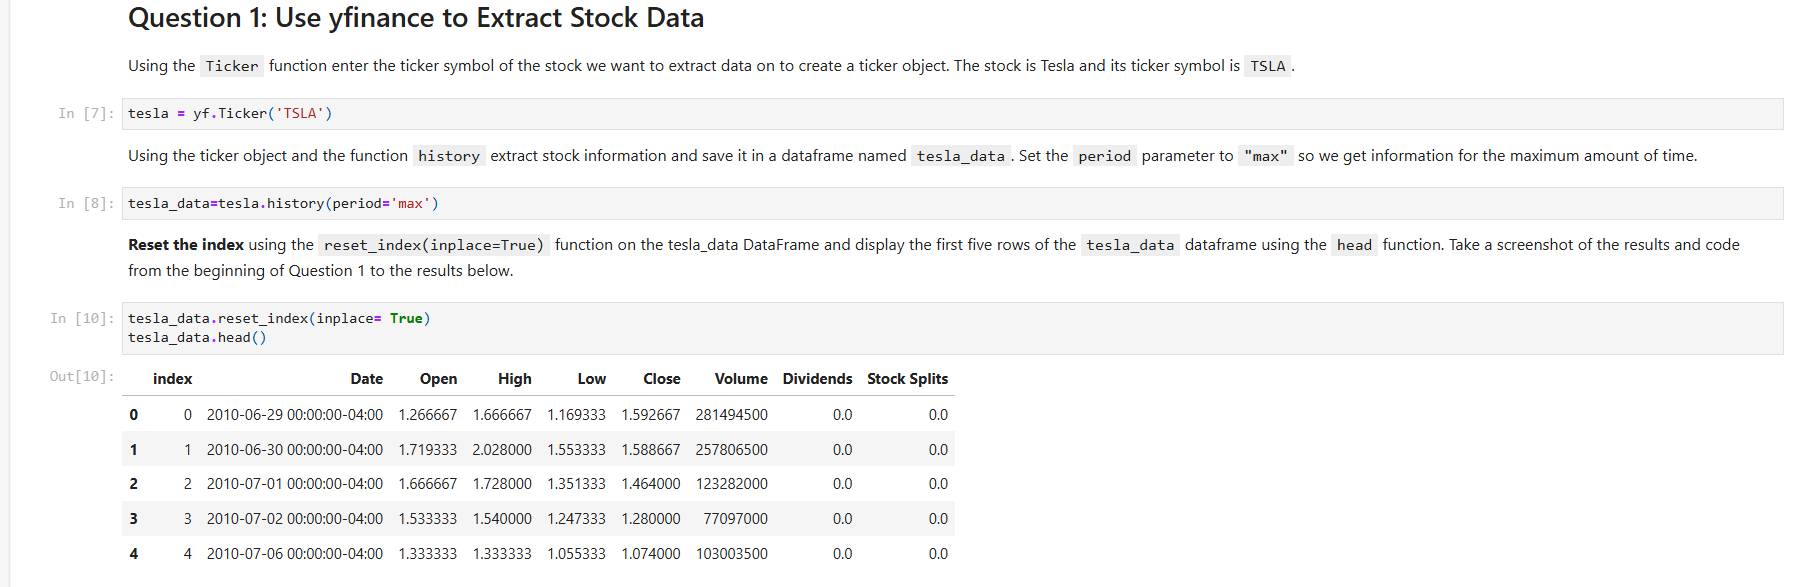 Question 1: Use yfinance to Extract Stock Data
Using the Ticker function enter the ticker symbol of the stock we want to extract data on to create a ticker object. The stock is Tesla and its ticker symbol is TSLA .
In [7]: tesla = yf.Ticker('TSLA')
Using the ticker object and the function history extract stock information and save it in a dataframe named tesla_data . Set the period parameter to "max" so we get information for the maximum amount of time.
In [8]: tesla_data=tesla.history(period='max')
Reset the index using the reset_index(inplace=True) function on the tesla_data DataFrame and display the first five rows of the tesla_data dataframe using the head function. Take a screenshot of the results and code
from the beginning of Question 1 to the results below.
In [10]: tesla_data.reset_index(inplace= True)
tesla_data.head()
Out[10]: index Date Open High Low Close Volume Dividends Stock Splits
0 0 2010-06-29 00:00:00-04:00 1.266667 1.666667 1.169333 1.592667 281494500 0.0 0.0
1 1 2010-06-30 00:00:00-04:00 1.719333 2.028000 1.553333 1.588667 257806500 0.0 0.0
2 2 2010-07-01 00:00:00-04:00 1.666667 1.728000 1.351333 1.464000 123282000 0.0 0.0
3 3 2010-07-02 00:00:00-04:00 1.533333 1.540000 1.247333 1.280000 77097000 0.0 0.0
4 4 2010-07-06 00:00:00-04:00 1.333333 1.333333 1.055333 1.074000 103003500 0.0 0.0